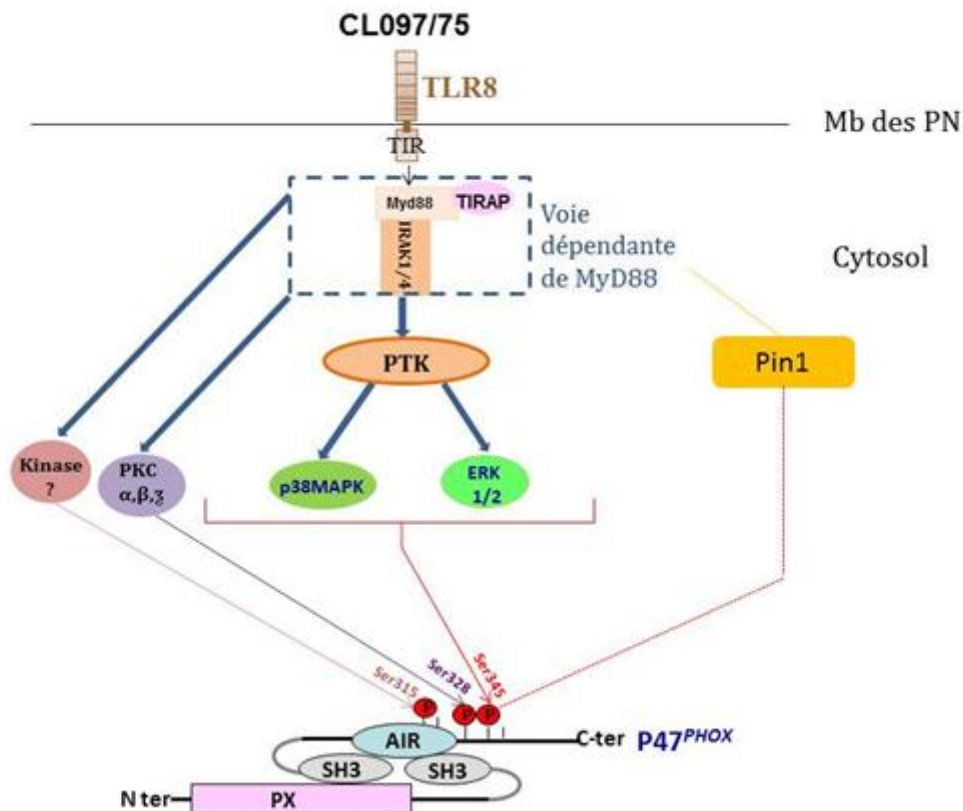 CL097/75
TLR8
Mb des PN
TIR
Myd88
TIRAP
IRAK1/4
Voie
dépendante
de MyD88
Cytosol
PTK
Pin1
Kinase
?
PKC
α,β,ʒ
p38MAPK
ERK
1/2
Ser315
Ser328
Ser345
P
P
P
AIR
C-ter
P47PHOX
SH3
SH3
N ter
PX